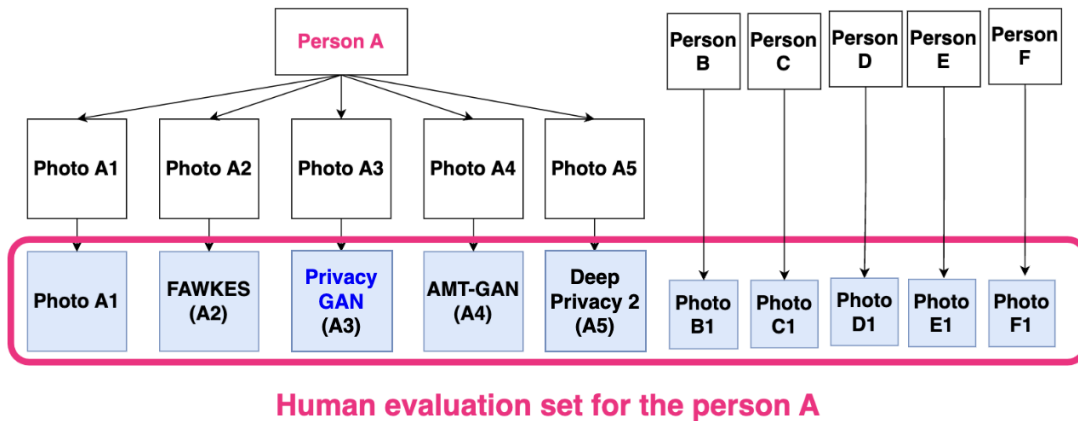 Person A
Person
B
Person
C
Person
D
Person
E
Person
F
Photo A1
Photo A2
Photo A3
Photo A4
Photo A5
Photo A1
FAWKES
(A2)
Privacy
GAN
(A3)
AMT-GAN
(A4)
Deep
Privacy 2
(A5)
Photo
B1
Photo
C1
Photo
D1
Photo
E1
Photo
F1
Human evaluation set for the person A